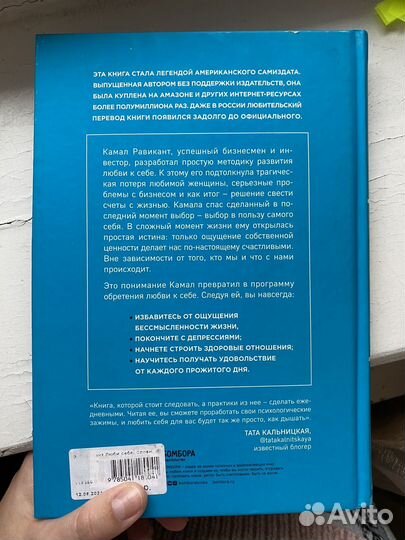 ЭТА КНИГА СТАЛА ЛЕГЕНДОЙ АМЕРИКАНСКОГО САМИЗДАТА.
ВЫПУЩЕННАЯ АВТОРОМ БЕЗ ПОДДЕРЖКИ ИЗДАТЕЛЬСТВ, ОНА
БЫЛА КУПЛЕНА НА АМАЗОНЕ И ДРУГИХ ИНТЕРНЕТ-РЕСУРСАХ
БОЛЕЕ ПОЛУМИЛЛИОНА РАЗ. ДАЖЕ В РОССИИ ЛЮБИТЕЛЬСКИЙ
ПЕРЕВОД КНИГИ ПОЯВИЛСЯ ЗАДОЛГО ДО ОФИЦИАЛЬНОГО.
Камал Равикант, успешный бизнесмен и ин-
вестор, разработал простую методику развития
любви к себе. К этому его подтолкнула трагиче-
ская потеря любимой женщины, серьезные про-
блемы с бизнесом и как итог – решение свести
счеты с жизнью. Камала спас сделанный в по-
следний момент выбор – выбор в пользу самого
себя. В сложный момент жизни ему открылась
простая истина: только ощущение собственной
ценности делает нас по-настоящему счастливыми.
Вне зависимости от того, кто мы и что с нами
происходит.
Это понимание Камал превратил в программу
обретения любви к себе. Следуя ей, вы навсегда:
• ИЗБАВИТЕСЬ ОТ ОЩУЩЕНИЯ
БЕССМЫСЛЕННОСТИ ЖИЗНИ,
• ПОКОНЧИТЕ С ДЕПРЕССИЯМИ;
• НАЧНЕТЕ СТРОИТЬ ЗДОРОВЫЕ ОТНОШЕНИЯ;
• НАУЧИТЕСЬ ПОЛУЧАТЬ УДОВОЛЬСТВИЕ
ОТ КАЖДОГО ПРОЖИТОГО ДНЯ.
«Книга, которой стоит следовать, а практики из нее – сделать еже-
дневными. Читая ее, вы сможете проработать свои психологические
зажимы, и любить себя для вас будет так же просто, как дышать».
ТАТА КАЛЬНИЦКАЯ,
@tatakalnitskaya
известный блогер
БОМБОРА
9 785041 180416
Avito